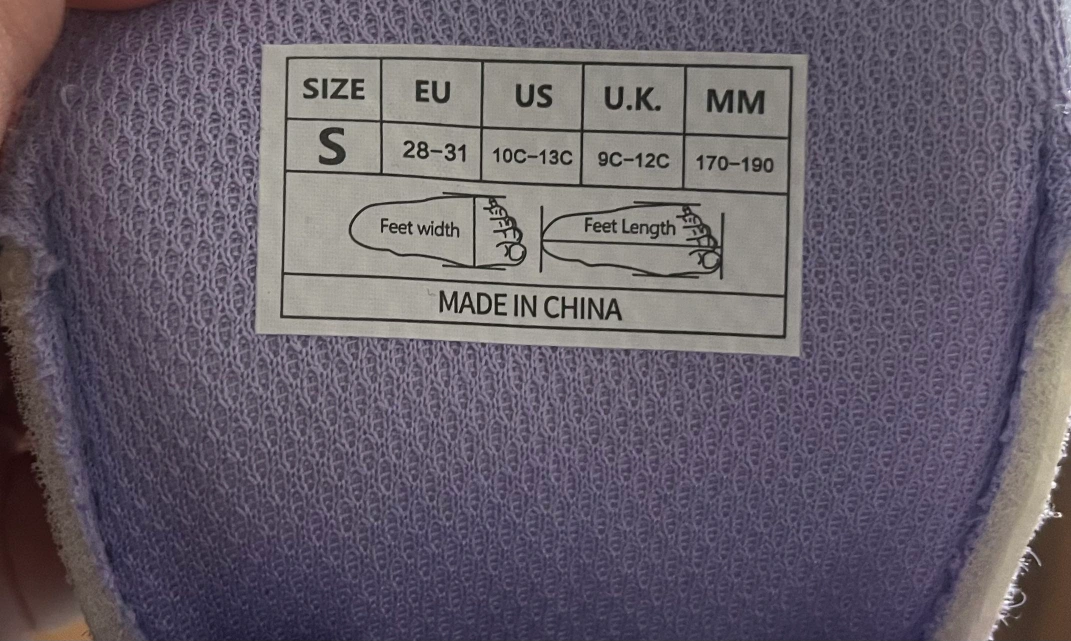 SIZE EU US U.K. MM
S 28–31 10C–13C 9C–12C 170–190
Feet width Feet Length
MADE IN CHINA